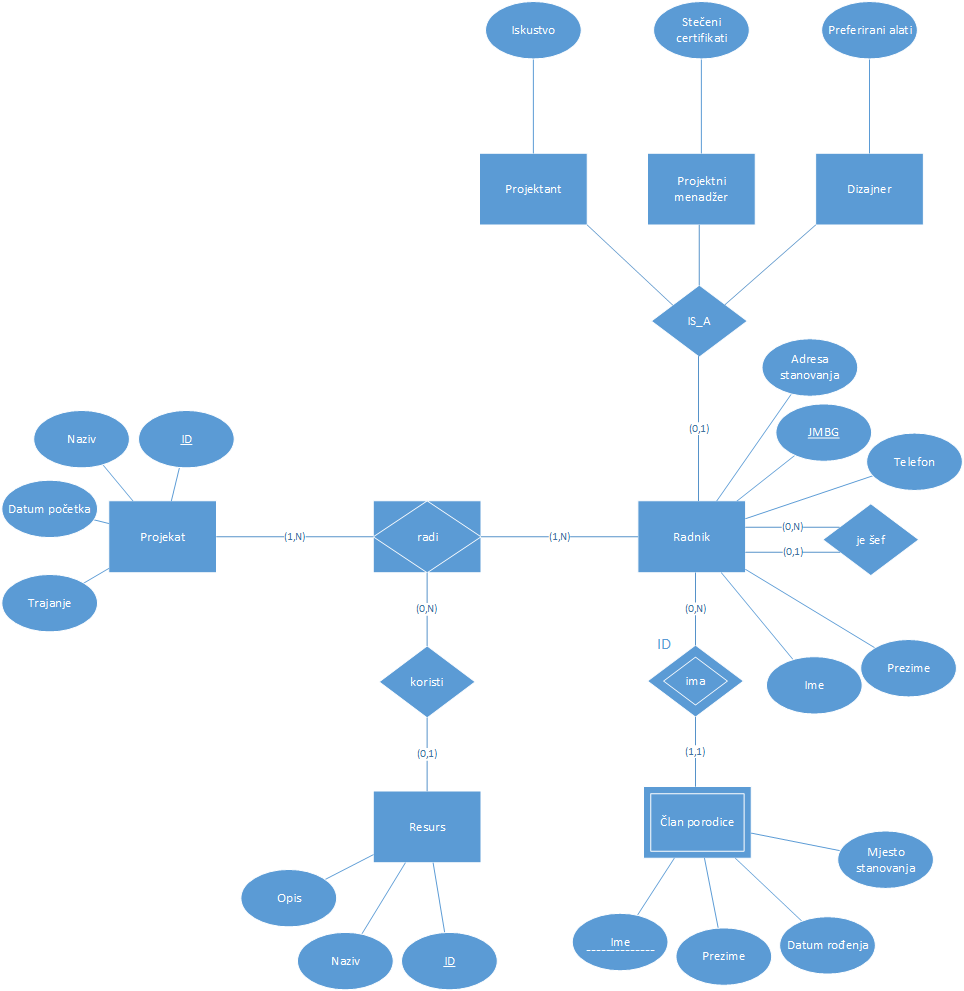 Iskustvo
Stečeni
certifikati
Preferirani alati
Projektant
Projektni
menadžer
Dizajner
IS_A
Adresa
stanovanja
(0,1)
JMBG
Naziv
ID
Telefon
Datum početka
(0,N)
Projekat
(1,N)
radi
(1,N)
Radnik
je šef
(0,1)
Trajanje
(0,N)
(0,N)
ID
Prezime
koristi
ima
Ime
(0,1)
(1,1)
Resurs
Član porodice
Mjesto
stanovanja
Opis
Ime
Datum rođenja
Prezime
Naziv
ID